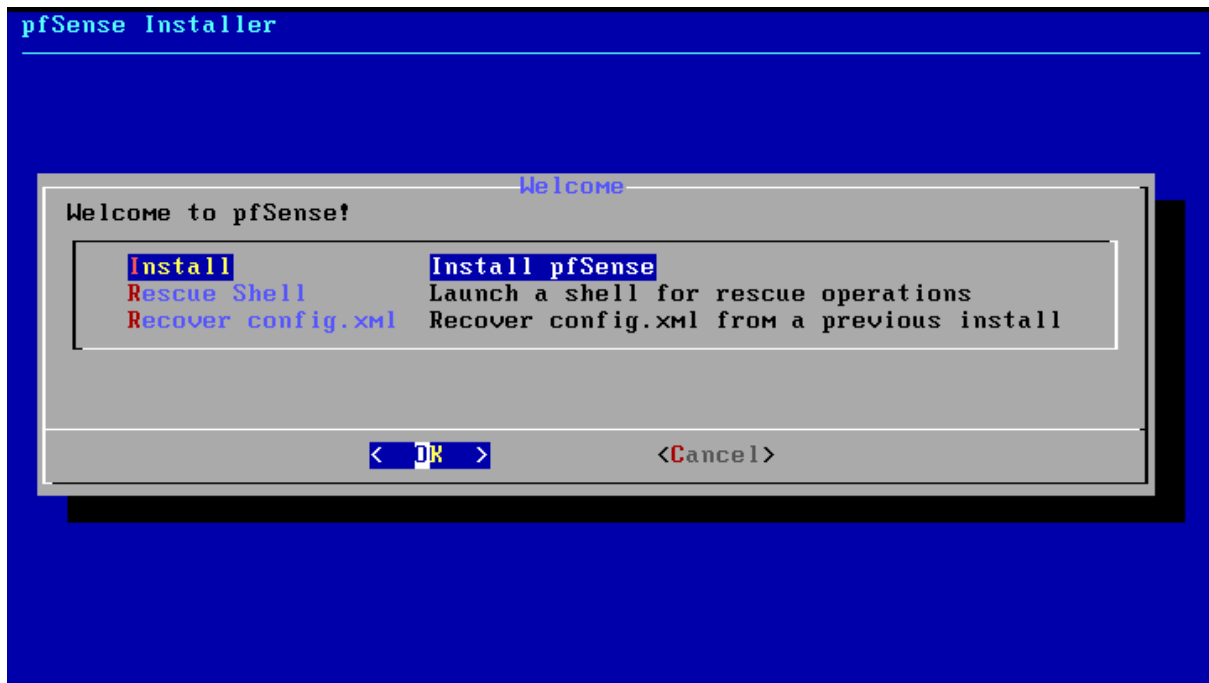 pfSense Installer
Welcome
Welcome to pfSense!
Install Install pfSense
Rescue Shell Launch a shell for rescue operations
Recover config.xml Recover config.xml from a previous install
< OK > <Cancel>